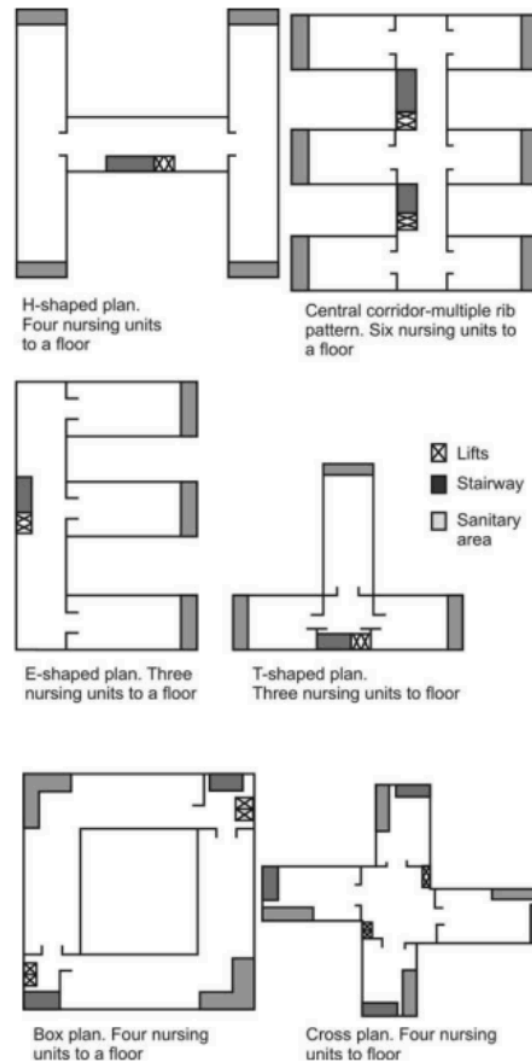 H-shaped plan.
Four nursing units
to a floor
Central corridor-multiple rib
pattern. Six nursing units to
a floor
Lifts
Stairway
Sanitary
area
E-shaped plan. Three
nursing units to a floor
T-shaped plan.
Three nursing units to floor
Box plan. Four nursing
units to a floor
Cross plan. Four nursing
units to floor